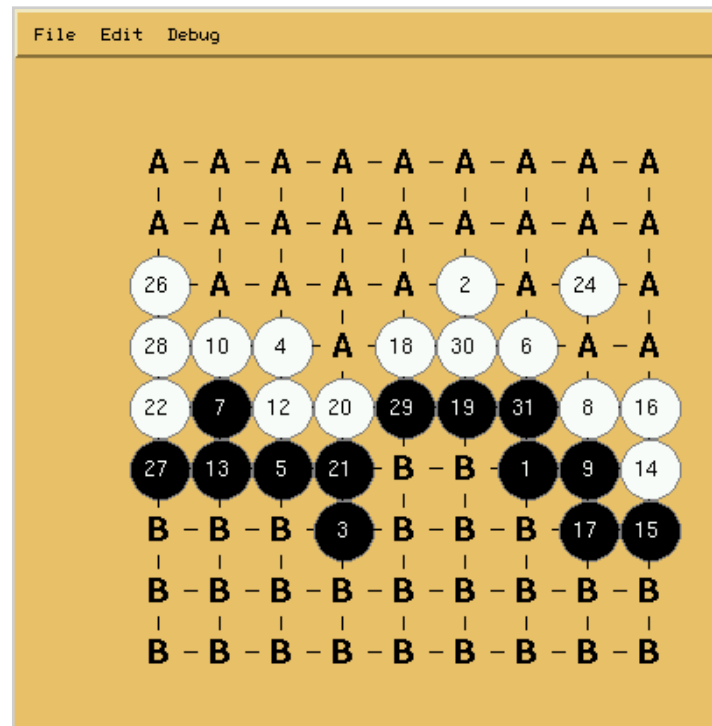 File Edit Debug
A - A - A - A - A - A - A - A - A
A - A - A - A - A - A - A - A - A
26 - A - A - A - A - 2 - A - 24 - A
28 10 4 - A - 18 30 6 - A - A
22 7 12 20 29 19 31 8 16
27 13 5 21 - B - B - 1 9 14
B - B - B - 3 - B - B - B - 17 15
B - B - B - B - B - B - B - B - B
B - B - B - B - B - B - B - B - B